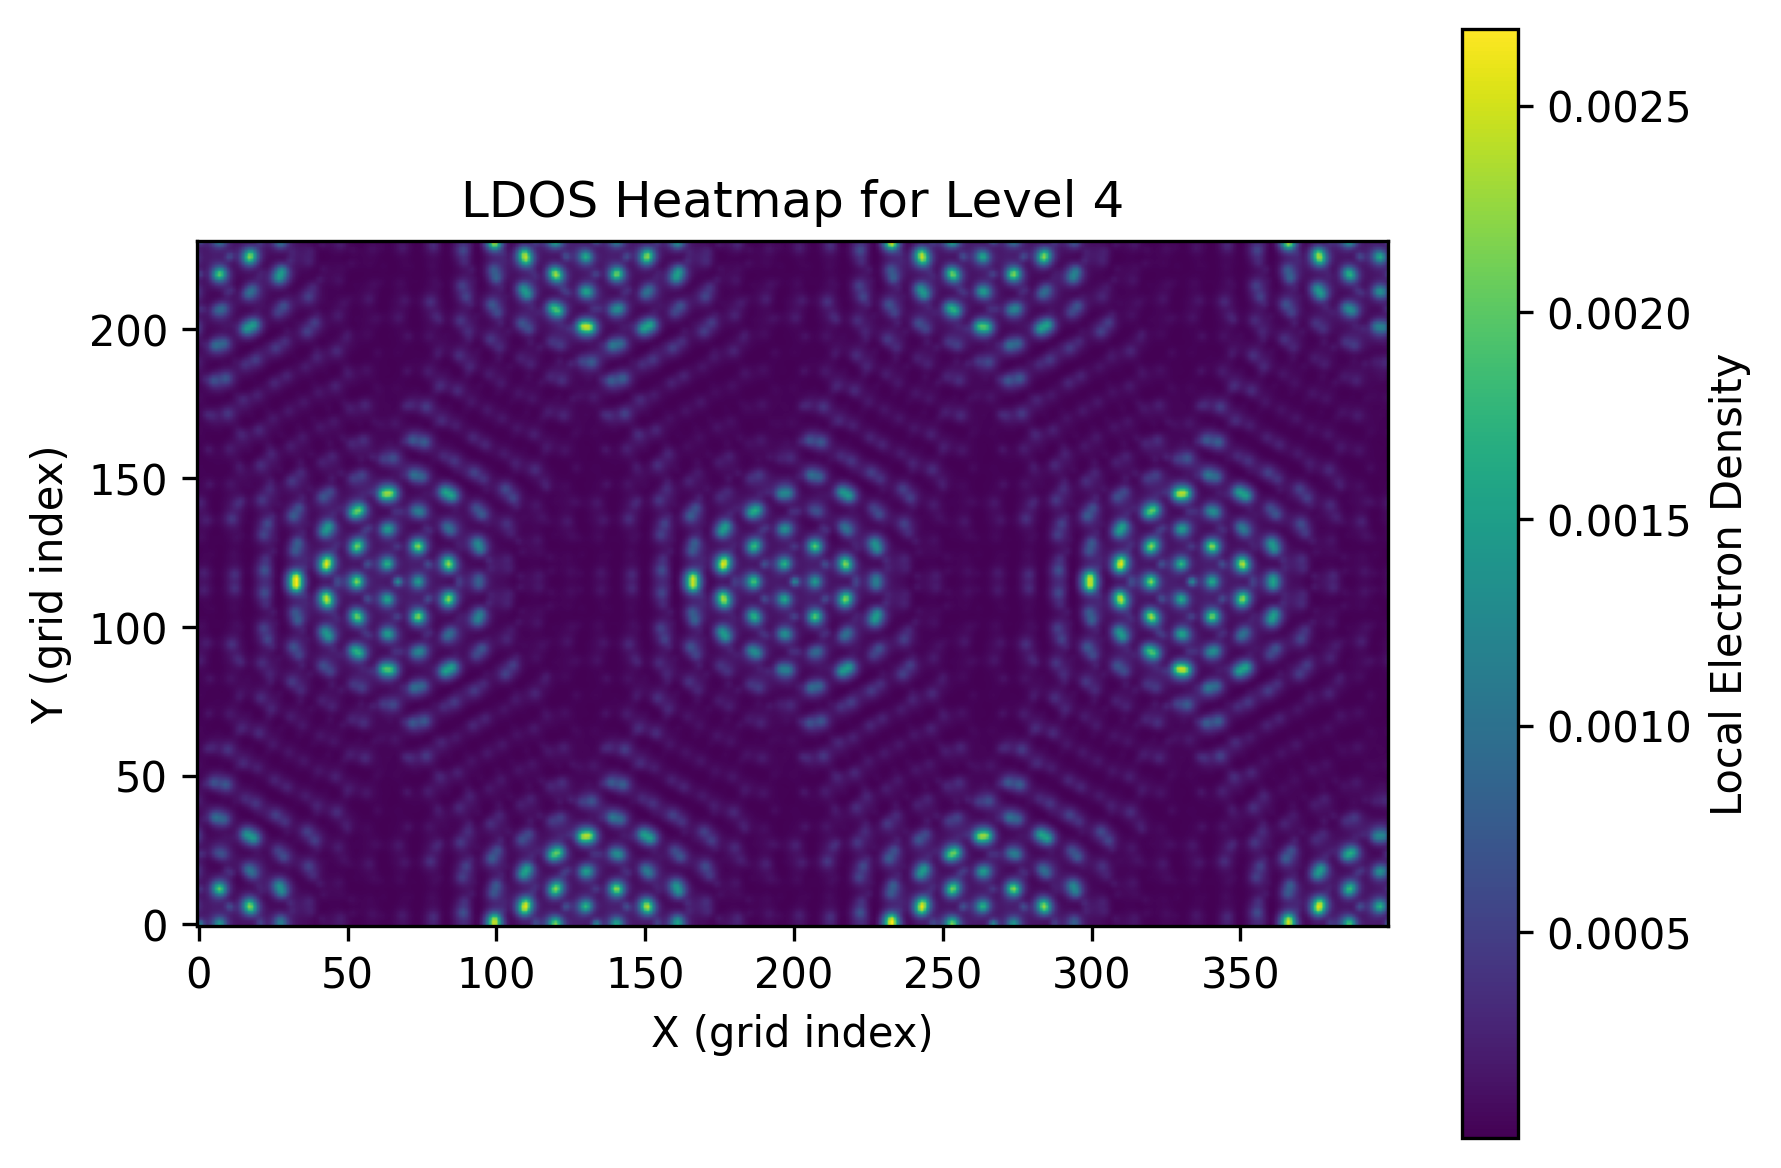 LDOS Heatmap for Level 4
Y (grid index)
200
150
100
50
0
0 50 100 150 200 250 300 350
X (grid index)
0.0025
0.0020
0.0015
0.0010
0.0005
Local Electron Density